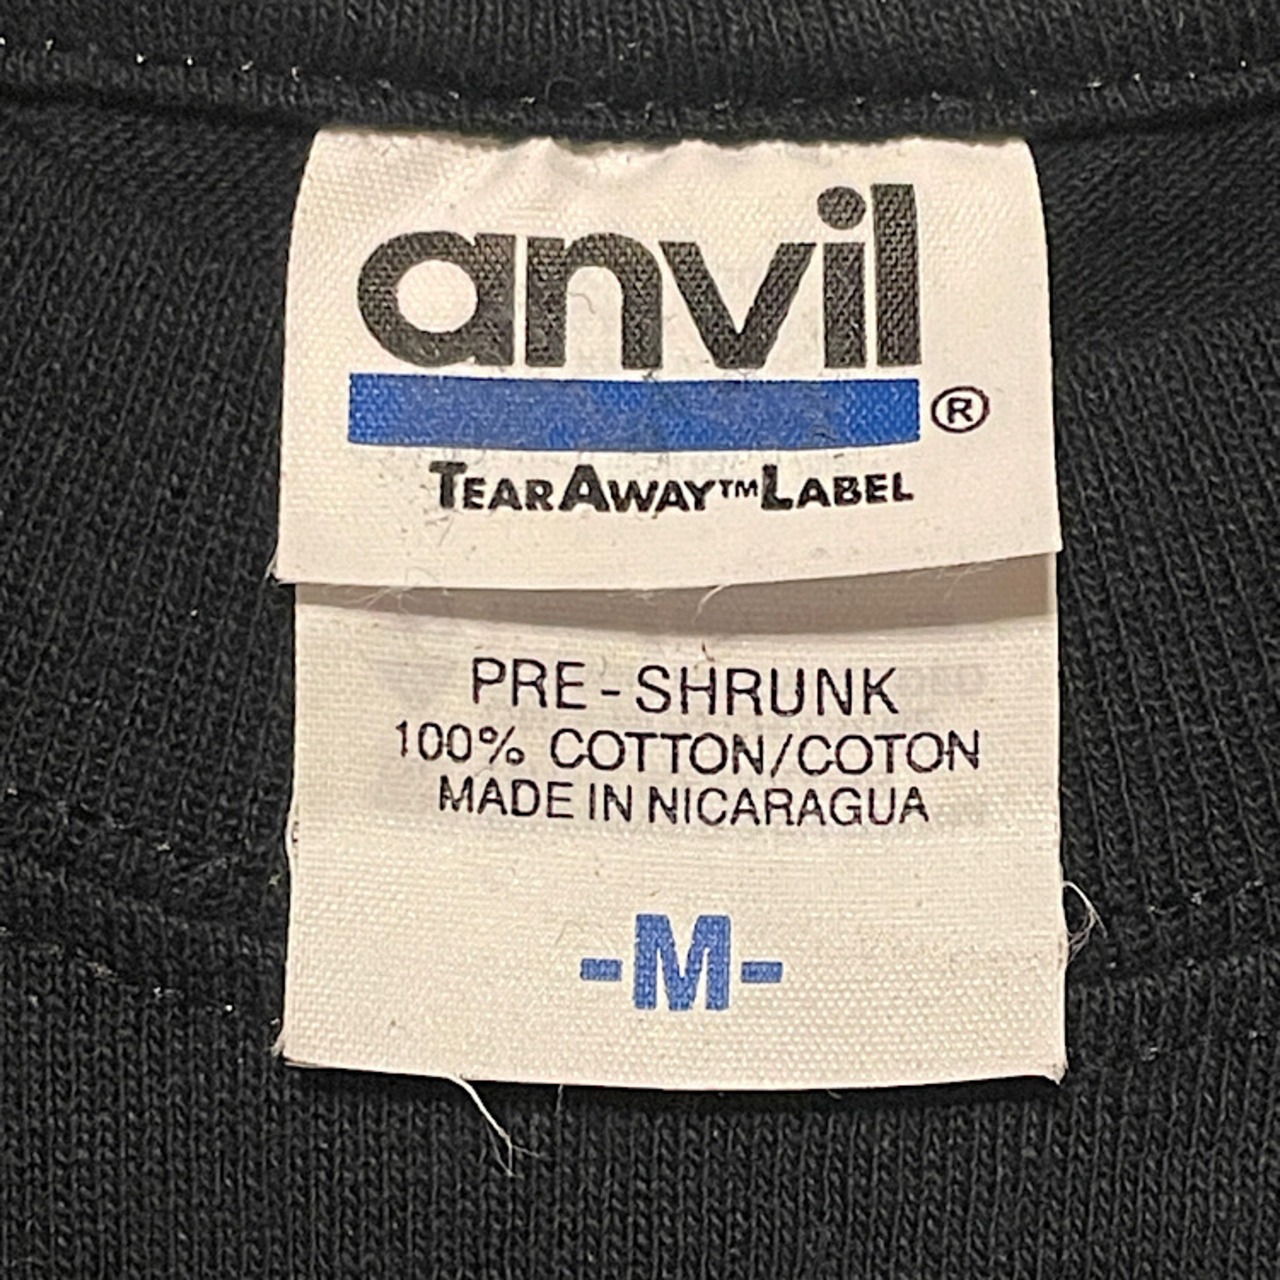 anvil
®
TEARAWAY™LABEL
PRE-SHRUNK
100% COTTON/COTON
MADE IN NICARAGUA
-M-